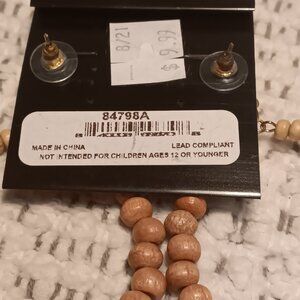 8/21
$ 9.99
84798A
MADE IN CHINA LEAD COMPLIANT
NOT INTENDED FOR CHILDREN AGES 12 OR YOUNGER